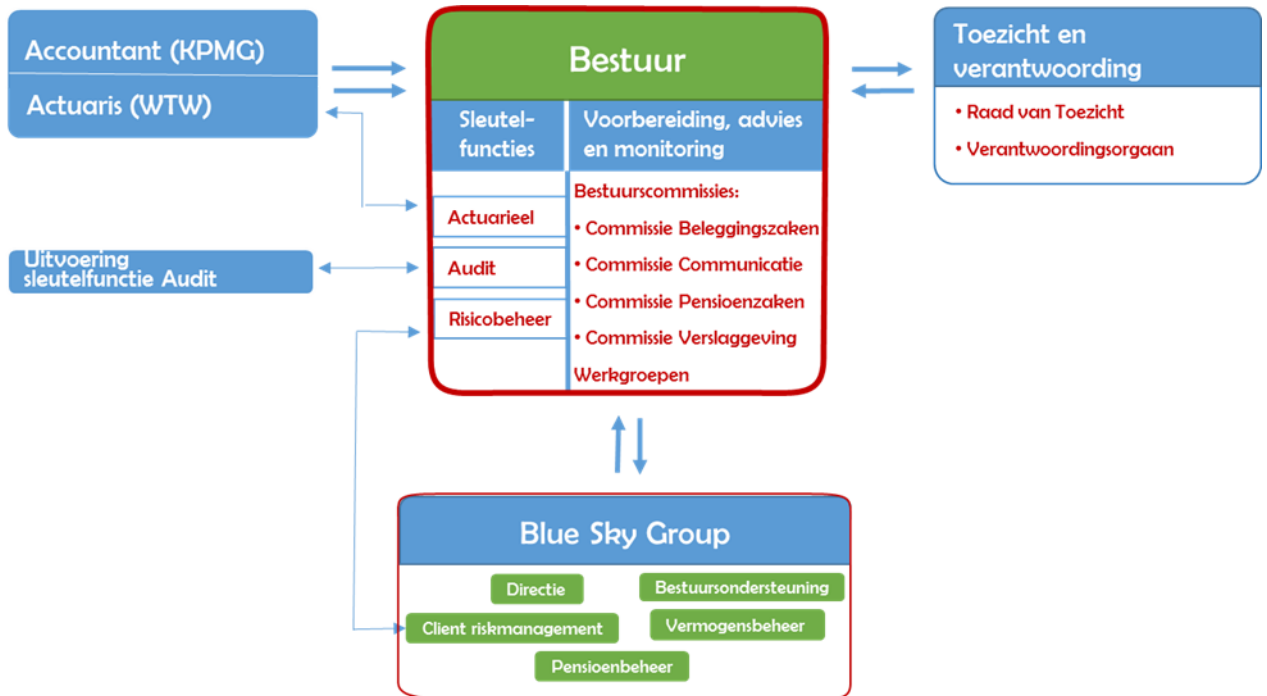 Accountant (KPMG)
Actuaris (WTW)
Uitvoering
sleutelfunctie Audit
Bestuur
Sleutel-
functies
Actuarieel
Audit
Risicobeheer
Voorbereiding, advies
en monitoring
Bestuurscommissies:
• Commissie Beleggingszaken
• Commissie Communicatie
• Commissie Pensioenzaken
• Commissie Verslaggeving
Werkgroepen
Toezicht en
verantwoording
• Raad van Toezicht
• Verantwoordingsorgaan
Blue Sky Group
Directie
Bestuursondersteuning
Client riskmanagement
Vermogensbeheer
Pensioenbeheer